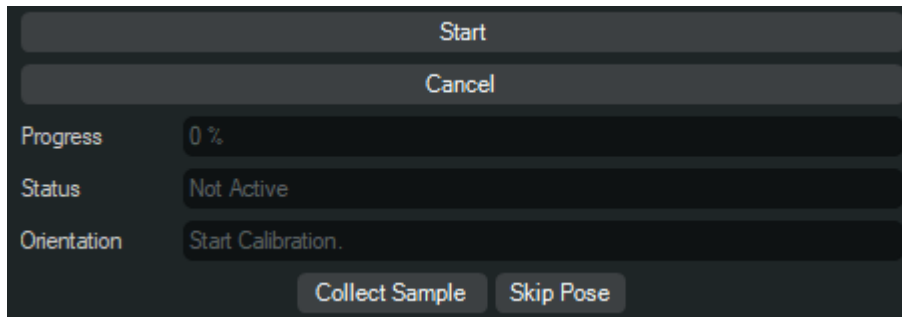 Start
Cancel
Progress 0 %
Status Not Active
Orientation Start Calibration.
Collect Sample Skip Pose